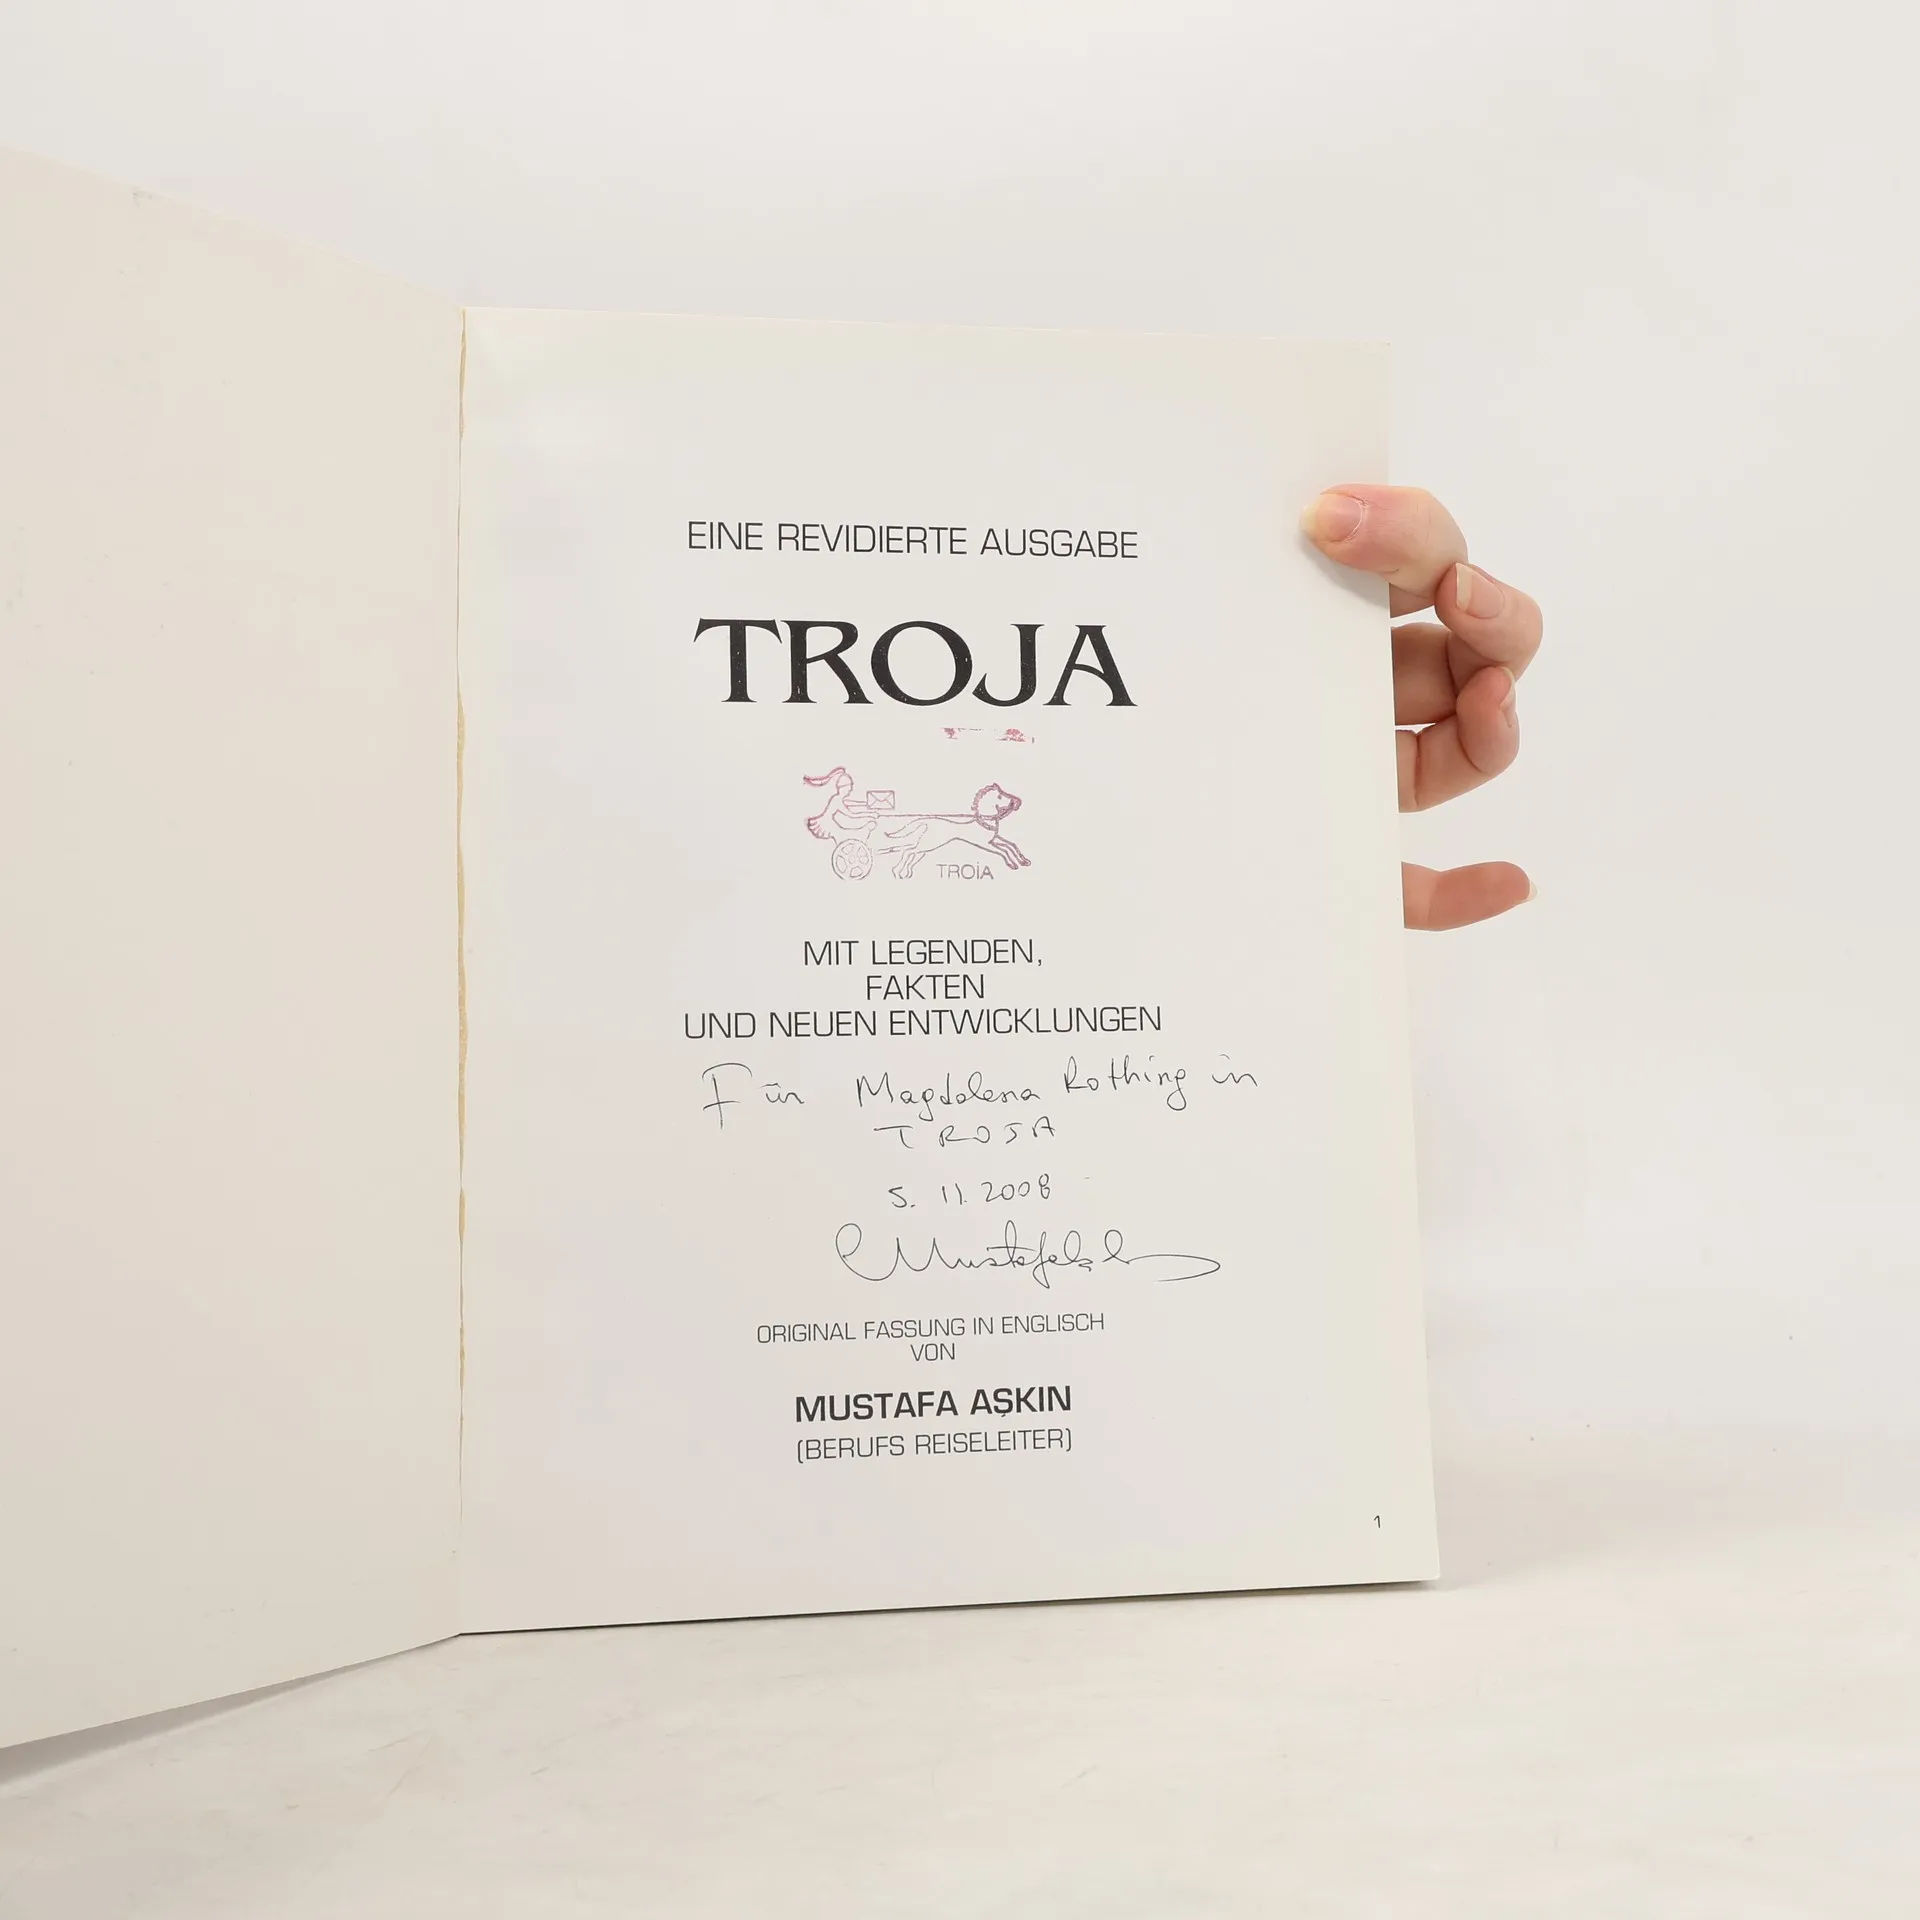 EINE REVIDIERTE AUSGABE
TROJA
TROİA
MIT LEGENDEN,
FAKTEN
UND NEUEN ENTWICKLUNGEN
Für Magdalena Rothing in
TROJA
5. 11. 2008
ORIGINAL FASSUNG IN ENGLISCH
VON
MUSTAFA AŞKIN
(BERUFS REISELEITER)
1